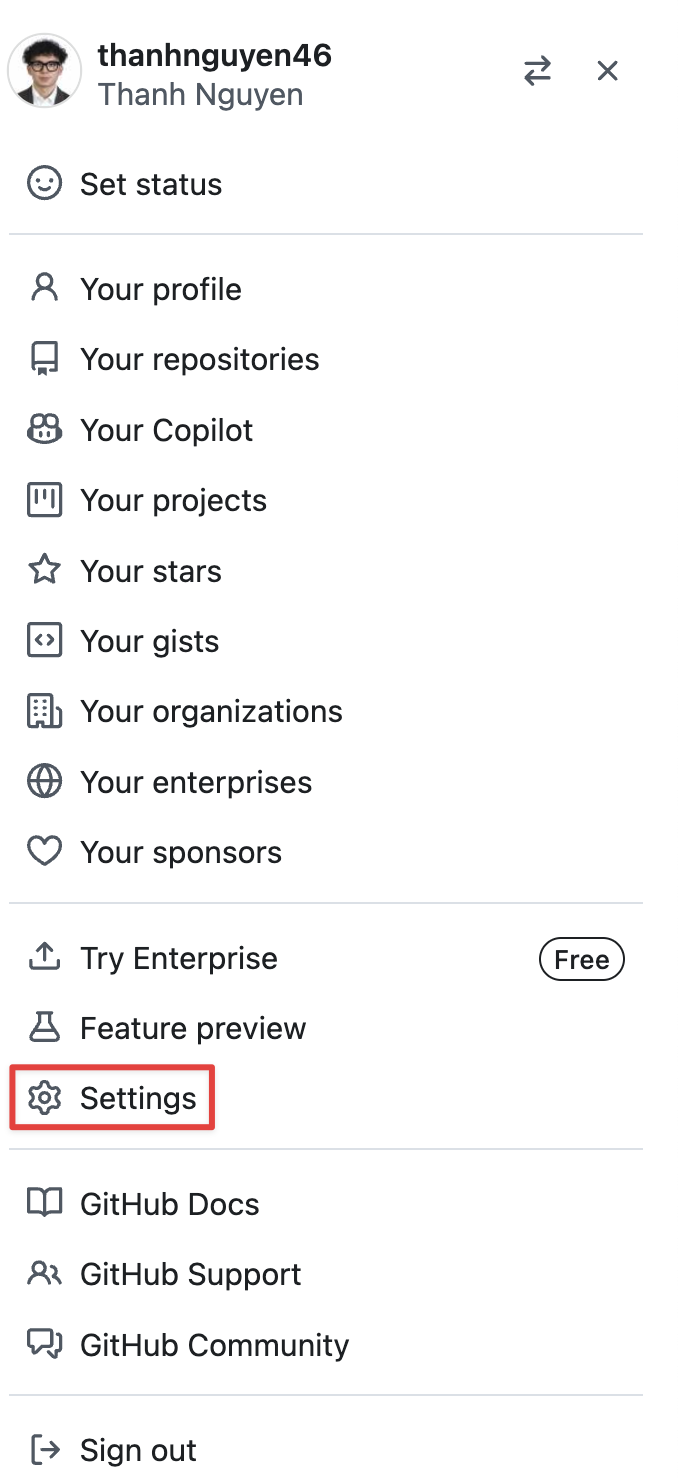 thanhnguyen46
Thanh Nguyen
Set status
Your profile
Your repositories
Your Copilot
Your projects
Your stars
Your gists
Your organizations
Your enterprises
Your sponsors
Try Enterprise Free
Feature preview
Settings
GitHub Docs
GitHub Support
GitHub Community
Sign out